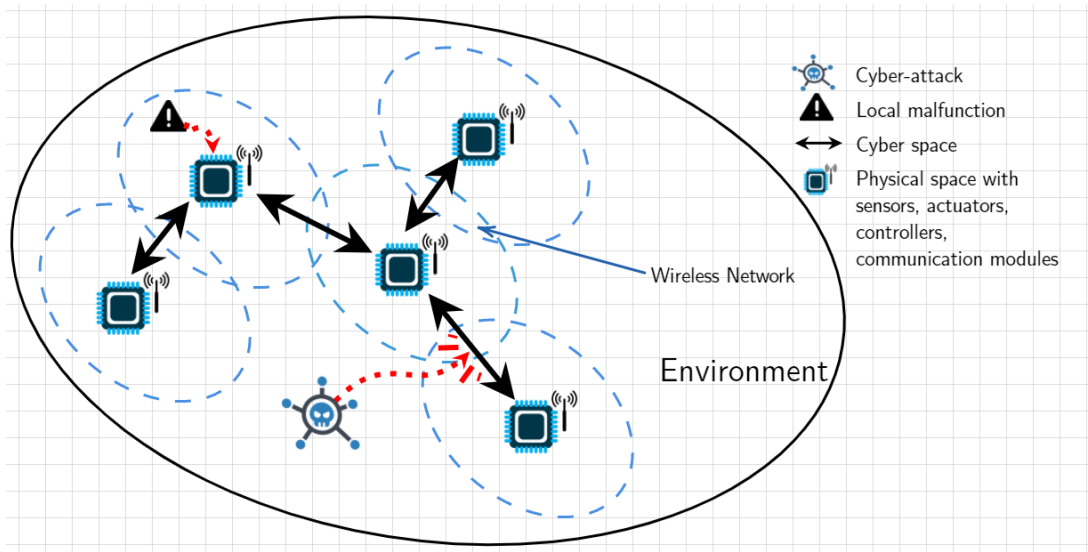 Cyber-attack
Local malfunction
Cyber space
Physical space with
sensors, actuators,
controllers,
communication modules
Wireless Network
Environment